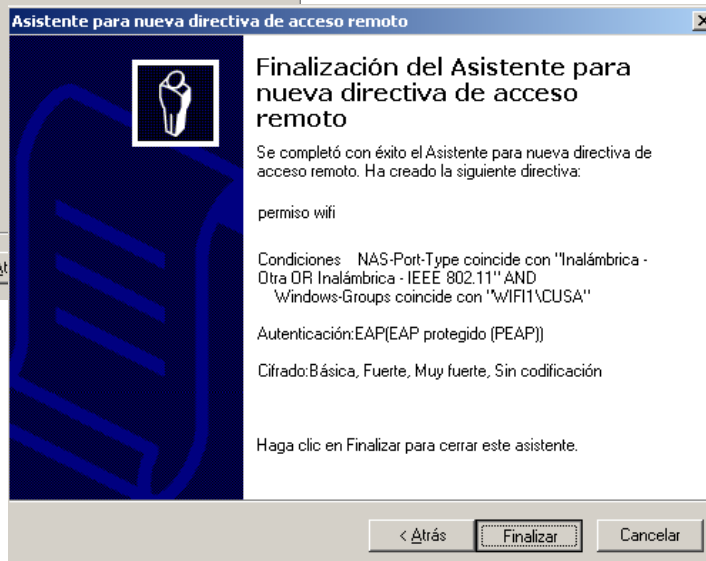 Asistente para nueva directiva de acceso remoto
Finalización del Asistente para
nueva directiva de acceso
remoto
Se completó con éxito el Asistente para nueva directiva de
acceso remoto. Ha creado la siguiente directiva:
permiso wifi
Condiciones NAS-Port-Type coincide con "Inalámbrica -
Otra OR Inalámbrica - IEEE 802.11" AND
Windows-Groups coincide con "WIFI1\CUSA"
Autenticación:EAP(EAP protegido (PEAP))
Cifrado:Básica, Fuerte, Muy fuerte, Sin codificación
Haga clic en Finalizar para cerrar este asistente.
< Atrás Finalizar Cancelar